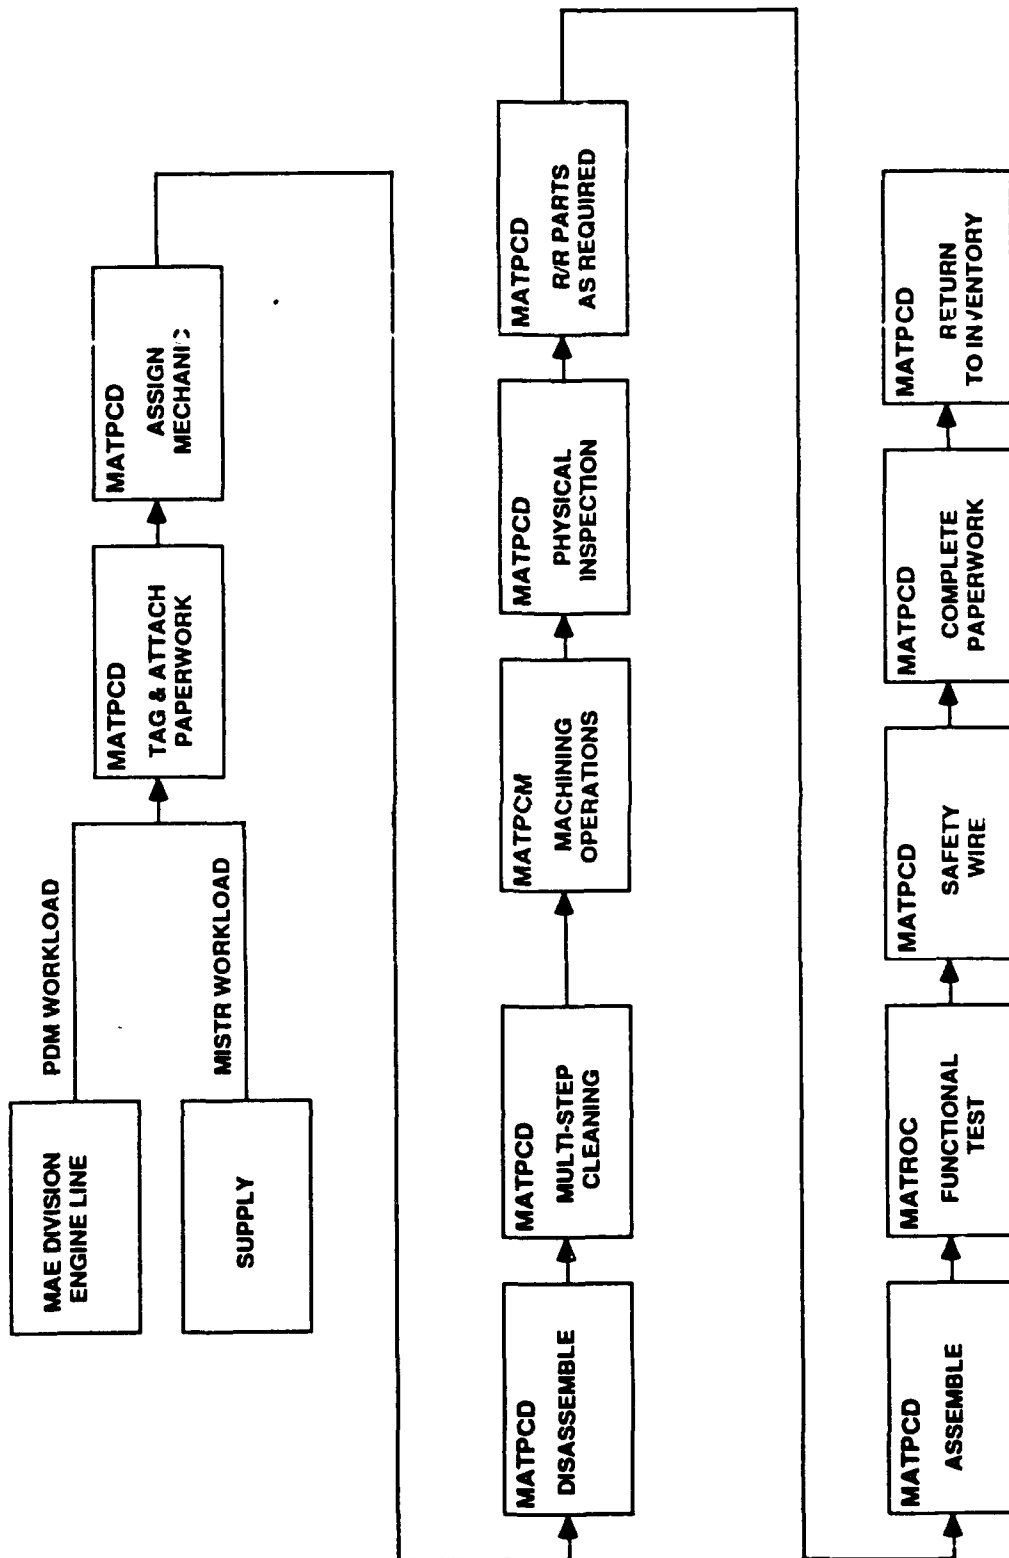 MAE DIVISION
ENGINE LINE
PDM WORKLOAD
SUPPLY
MISTR WORKLOAD
MATPCD
TAG & ATTACH
PAPERWORK
MATPCD
ASSIGN
MECHANIC
MATPCD
DISASSEMBLE
MATPCD
MULTI-STEP
CLEANING
MATPCM
MACHINING
OPERATIONS
MATPCD
PHYSICAL
INSPECTION
MATPCD
R/R PARTS
AS REQUIRED
MATPCD
ASSEMBLE
MATROC
FUNCTIONAL
TEST
MATPCD
SAFETY
WIRE
MATPCD
COMPLETE
PAPERWORK
MATPCD
RETURN
TO INVENTORY